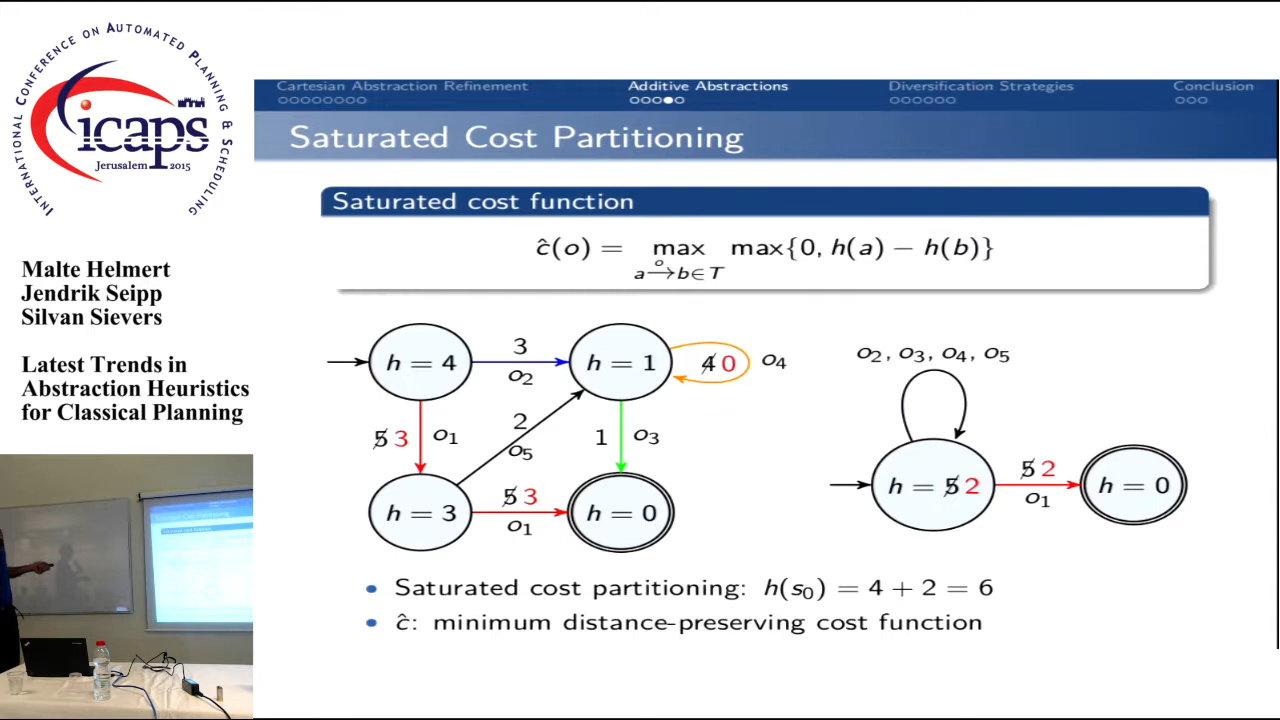 INTERNATIONAL CONFERENCE ON AUTOMATED PLANNING & SCHEDULING
icaps
Jerusalem 2015
Malte Helmert
Jendrik Seipp
Silvan Sievers
Latest Trends in
Abstraction Heuristics
for Classical Planning
Cartesian Abstraction Refinement Additive Abstractions Diversification Strategies Conclusion
Saturated Cost Partitioning
Saturated cost function
ĉ(o) = max max{0, h(a) − h(b)}
a →ᵒ b ∈ T
h = 4
3
o₂
h = 1
4 0
o₄
5 3
o₁
2
o₅
1
o₃
h = 3
5 3
o₁
h = 0
o₂, o₃, o₄, o₅
h = 5 2
5 2
o₁
h = 0
• Saturated cost partitioning: h(s₀) = 4 + 2 = 6
• ĉ: minimum distance-preserving cost function